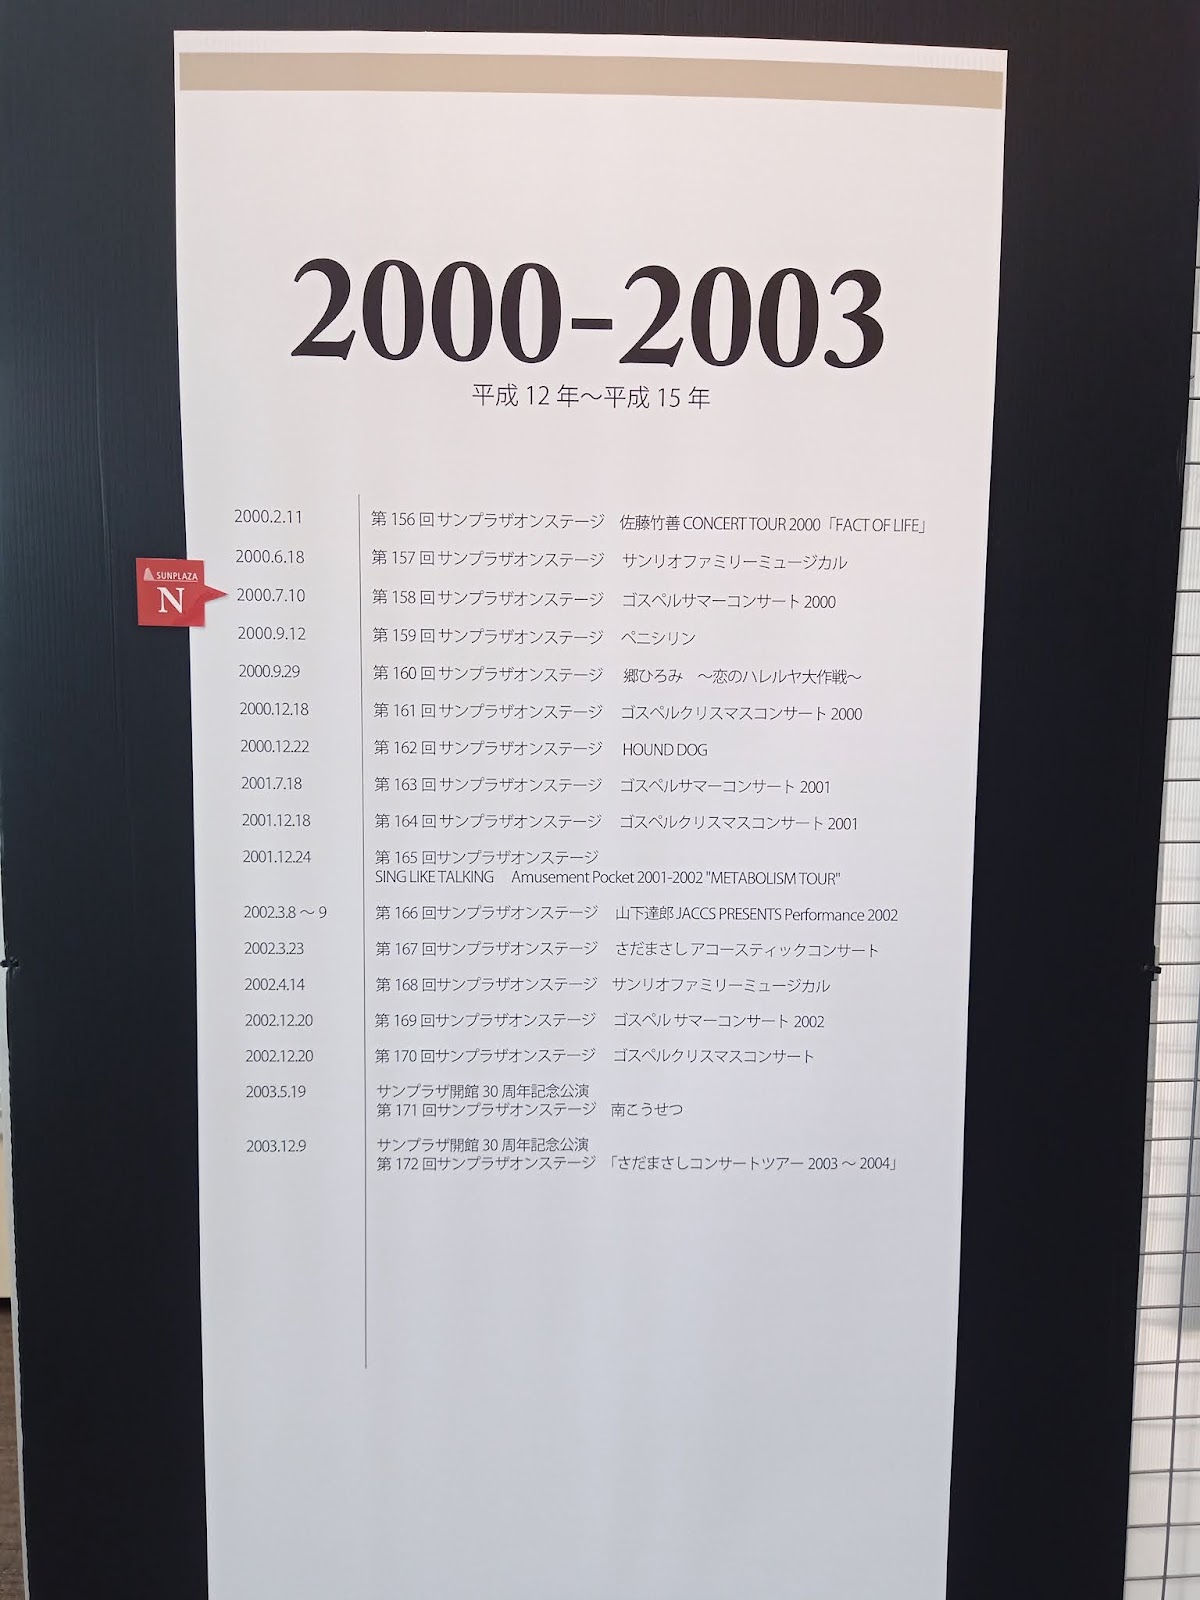 2000-2003
平成 12 年～平成 15 年
2000.2.11 第 156 回 サンプラザオンステージ 佐藤竹善 CONCERT TOUR 2000「FACT OF LIFE」
2000.6.18 第 157 回 サンプラザオンステージ サンリオファミリーミュージカル
SUNPLAZA
N
2000.7.10 第 158 回 サンプラザオンステージ ゴスペルサマーコンサート 2000
2000.9.12 第 159 回 サンプラザオンステージ ペニシリン
2000.9.29 第 160 回 サンプラザオンステージ 郷ひろみ ～恋のハレルヤ大作戦～
2000.12.18 第 161 回 サンプラザオンステージ ゴスペルクリスマスコンサート 2000
2000.12.22 第 162 回 サンプラザオンステージ HOUND DOG
2001.7.18 第 163 回 サンプラザオンステージ ゴスペルサマーコンサート 2001
2001.12.18 第 164 回 サンプラザオンステージ ゴスペルクリスマスコンサート 2001
2001.12.24 第 165 回サンプラザオンステージ
SING LIKE TALKING Amusement Pocket 2001-2002 "METABOLISM TOUR"
2002.3.8 ～ 9 第 166 回サンプラザオンステージ 山下達郎 JACCS PRESENTS Performance 2002
2002.3.23 第 167 回サンプラザオンステージ さだまさし アコースティックコンサート
2002.4.14 第 168 回サンプラザオンステージ サンリオファミリーミュージカル
2002.12.20 第 169 回サンプラザオンステージ ゴスペル サマーコンサート 2002
2002.12.20 第 170 回サンプラザオンステージ ゴスペルクリスマスコンサート
2003.5.19 サンプラザ開館 30 周年記念公演
第 171 回サンプラザオンステージ 南こうせつ
2003.12.9 サンプラザ開館 30 周年記念公演
第 172 回サンプラザオンステージ 「さだまさしコンサートツアー 2003 ～ 2004」